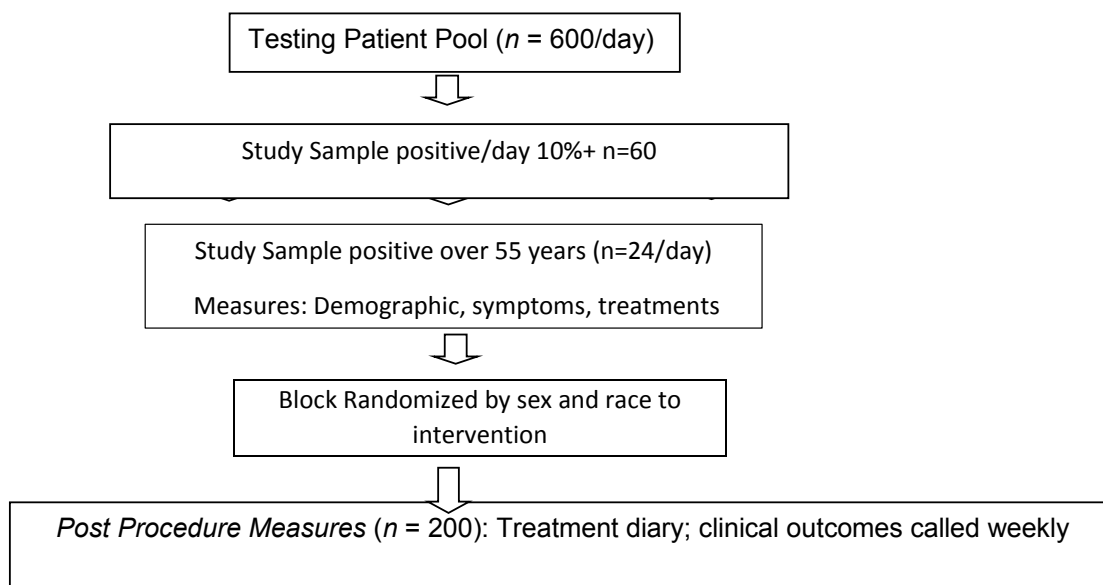 Testing Patient Pool (n = 600/day)
Study Sample positive/day 10%+ n=60
Study Sample positive over 55 years (n=24/day)
Measures: Demographic, symptoms, treatments
Block Randomized by sex and race to
intervention
Post Procedure Measures (n = 200): Treatment diary; clinical outcomes called weekly